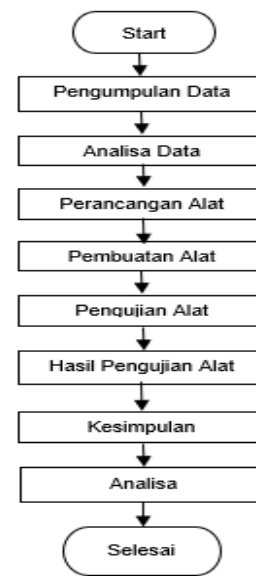 Start
Pengumpulan Data
Analisa Data
Perancangan Alat
Pembuatan Alat
Pengujian Alat
Hasil Pengujian Alat
Kesimpulan
Analisa
Selesai